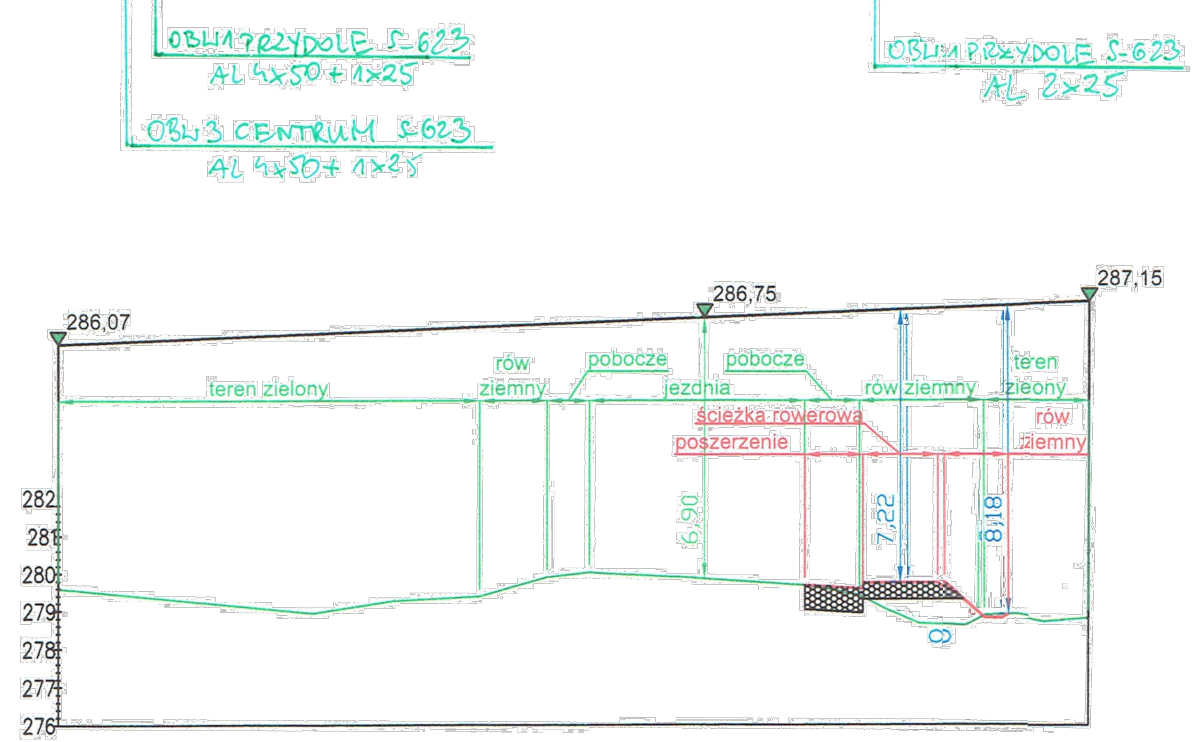 OBW1 PRZYDOLE S-623
AL 4x50 + 1x25
OBW1 PRZYDOLE S-623
AL 2x25
OBW3 CENTRUM S-623
AL 4x50 + 1x25
287,15
286,75
286,07
teren zielony
rów
ziemny
pobocze
jezdnia
pobocze
rów ziemny
teren
zieony
ścieżka rowerowa
poszerzenie
rów
ziemny
6,90
7,22
8,18
282
281
280
279
278
277
276